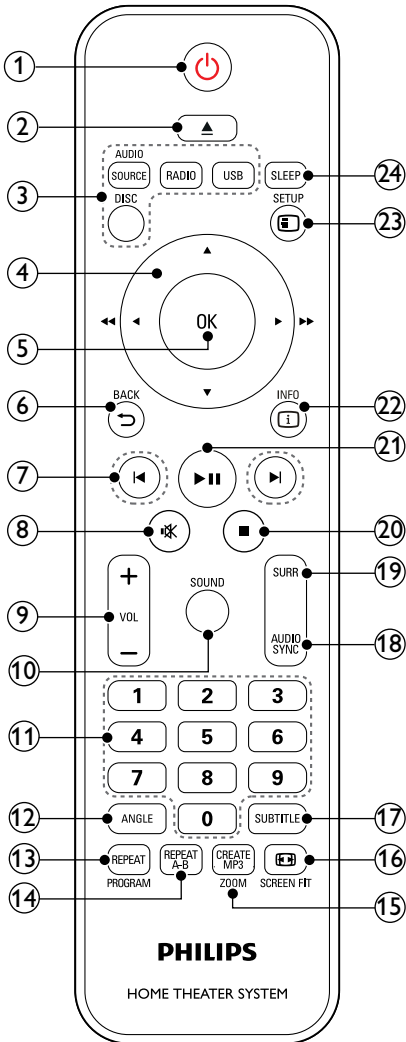 1
2
AUDIO
SOURCE RADIO USB SLEEP 24
3 DISC SETUP 23
4
OK
5
6 BACK INFO 22
21
7
8 20
+ SURR 19
9 VOL SOUND
− AUDIO SYNC 18
10
1 2 3
11 4 5 6
7 8 9
12 ANGLE 0 SUBTITLE 17
13 REPEAT REPEAT A-B CREATE MP3 16
PROGRAM 14 ZOOM SCREEN FIT
15
PHILIPS
HOME THEATER SYSTEM